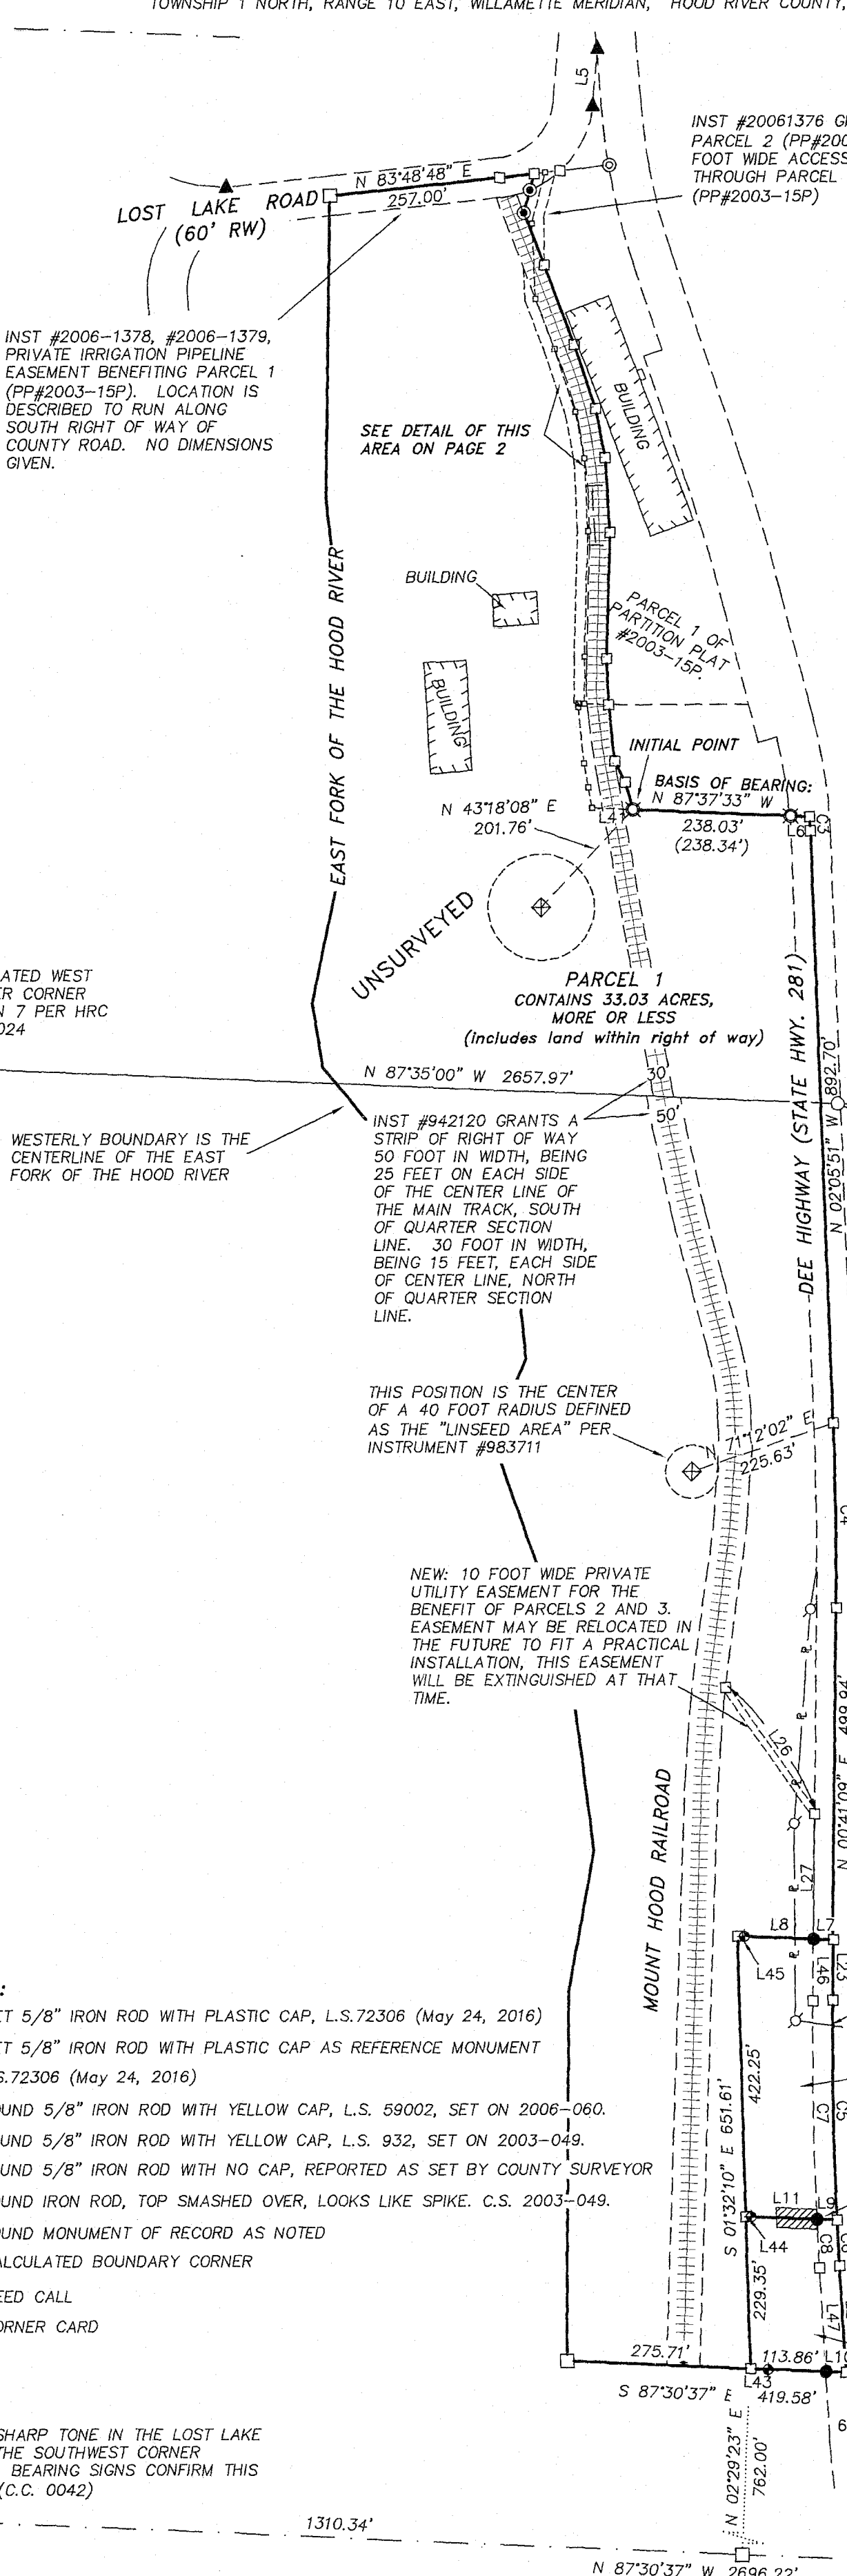 TOWNSHIP 1 NORTH, RANGE 10 EAST, WILLAMETTE MERIDIAN, HOOD RIVER COUNTY,
L5
INST #20061376 G
PARCEL 2 (PP#200
FOOT WIDE ACCESS
THROUGH PARCEL
(PP#2003-15P)
N 83°48'48" E
257.00'
LOST LAKE ROAD
(60' RW)
INST #2006-1378, #2006-1379,
PRIVATE IRRIGATION PIPELINE
EASEMENT BENEFITING PARCEL 1
(PP#2003-15P). LOCATION IS
DESCRIBED TO RUN ALONG
SOUTH RIGHT OF WAY OF
COUNTY ROAD. NO DIMENSIONS
GIVEN.
BUILDING
SEE DETAIL OF THIS
AREA ON PAGE 2
EAST FORK OF THE HOOD RIVER
BUILDING
PARCEL 1 OF
PARTITION PLAT
#2003-15P.
BUILDING
INITIAL POINT
BASIS OF BEARING:
N 87°37'33" W
238.03'
(238.34')
L4
L6
C3
N 43°18'08" E
201.76'
UNSURVEYED
ATED WEST
ER CORNER
N 7 PER HRC
024
PARCEL 1
CONTAINS 33.03 ACRES,
MORE OR LESS
(includes land within right of way)
DEE HIGHWAY (STATE HWY. 281)
N 02°05'51" W 892.70'
N 87°35'00" W 2657.97'
30'
50'
WESTERLY BOUNDARY IS THE
CENTERLINE OF THE EAST
FORK OF THE HOOD RIVER
INST #942120 GRANTS A
STRIP OF RIGHT OF WAY
50 FOOT IN WIDTH, BEING
25 FEET ON EACH SIDE
OF THE CENTER LINE OF
THE MAIN TRACK, SOUTH
OF QUARTER SECTION
LINE. 30 FOOT IN WIDTH,
BEING 15 FEET, EACH SIDE
OF CENTER LINE, NORTH
OF QUARTER SECTION
LINE.
THIS POSITION IS THE CENTER
OF A 40 FOOT RADIUS DEFINED
AS THE "LINSEED AREA" PER
INSTRUMENT #983711
N 71°12'02" E
225.63'
C4
NEW: 10 FOOT WIDE PRIVATE
UTILITY EASEMENT FOR THE
BENEFIT OF PARCELS 2 AND 3.
EASEMENT MAY BE RELOCATED IN
THE FUTURE TO FIT A PRACTICAL
INSTALLATION, THIS EASEMENT
WILL BE EXTINGUISHED AT THAT
TIME.
L26
N 00°41'09" E 499.94'
MOUNT HOOD RAILROAD
L27
L8
L7
L45
L46
L23
S 01°32'10" E 651.61'
422.25'
C7
C5
L11
L9
L44
C8
C6
229.35'
L47
:
ET 5/8" IRON ROD WITH PLASTIC CAP, L.S.72306 (May 24, 2016)
ET 5/8" IRON ROD WITH PLASTIC CAP AS REFERENCE MONUMENT
S.72306 (May 24, 2016)
UND 5/8" IRON ROD WITH YELLOW CAP, L.S. 59002, SET ON 2006-060.
UND 5/8" IRON ROD WITH YELLOW CAP, L.S. 932, SET ON 2003-049.
UND 5/8" IRON ROD WITH NO CAP, REPORTED AS SET BY COUNTY SURVEYOR
OUND IRON ROD, TOP SMASHED OVER, LOOKS LIKE SPIKE. C.S. 2003-049.
OUND MONUMENT OF RECORD AS NOTED
ALCULATED BOUNDARY CORNER
EED CALL
ORNER CARD
275.71'
113.86'
L10
L43
S 87°30'37" E 419.58'
6
SHARP TONE IN THE LOST LAKE
THE SOUTHWEST CORNER
BEARING SIGNS CONFIRM THIS
(C.C. 0042)
N 02°29'23" E
762.00'
1310.34'
N 87°30'37" W 2696.22'